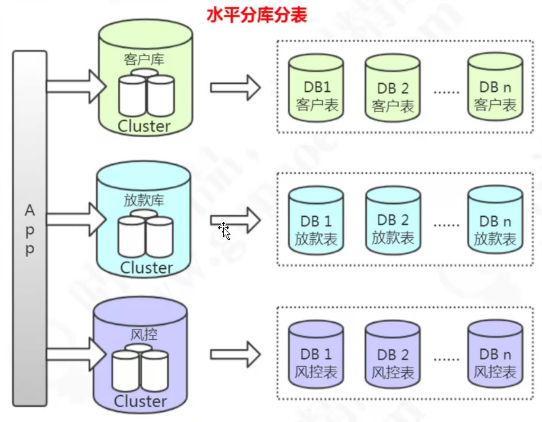 水平分库分表
App
客户库
Cluster
DB1
客户表
DB 2
客户表
......
DB n
客户表
放款库
Cluster
DB 1
放款表
DB 2
放款表
......
DB n
放款表
风控
Cluster
DB 1
风控表
DB 2
风控表
......
DB n
风控表